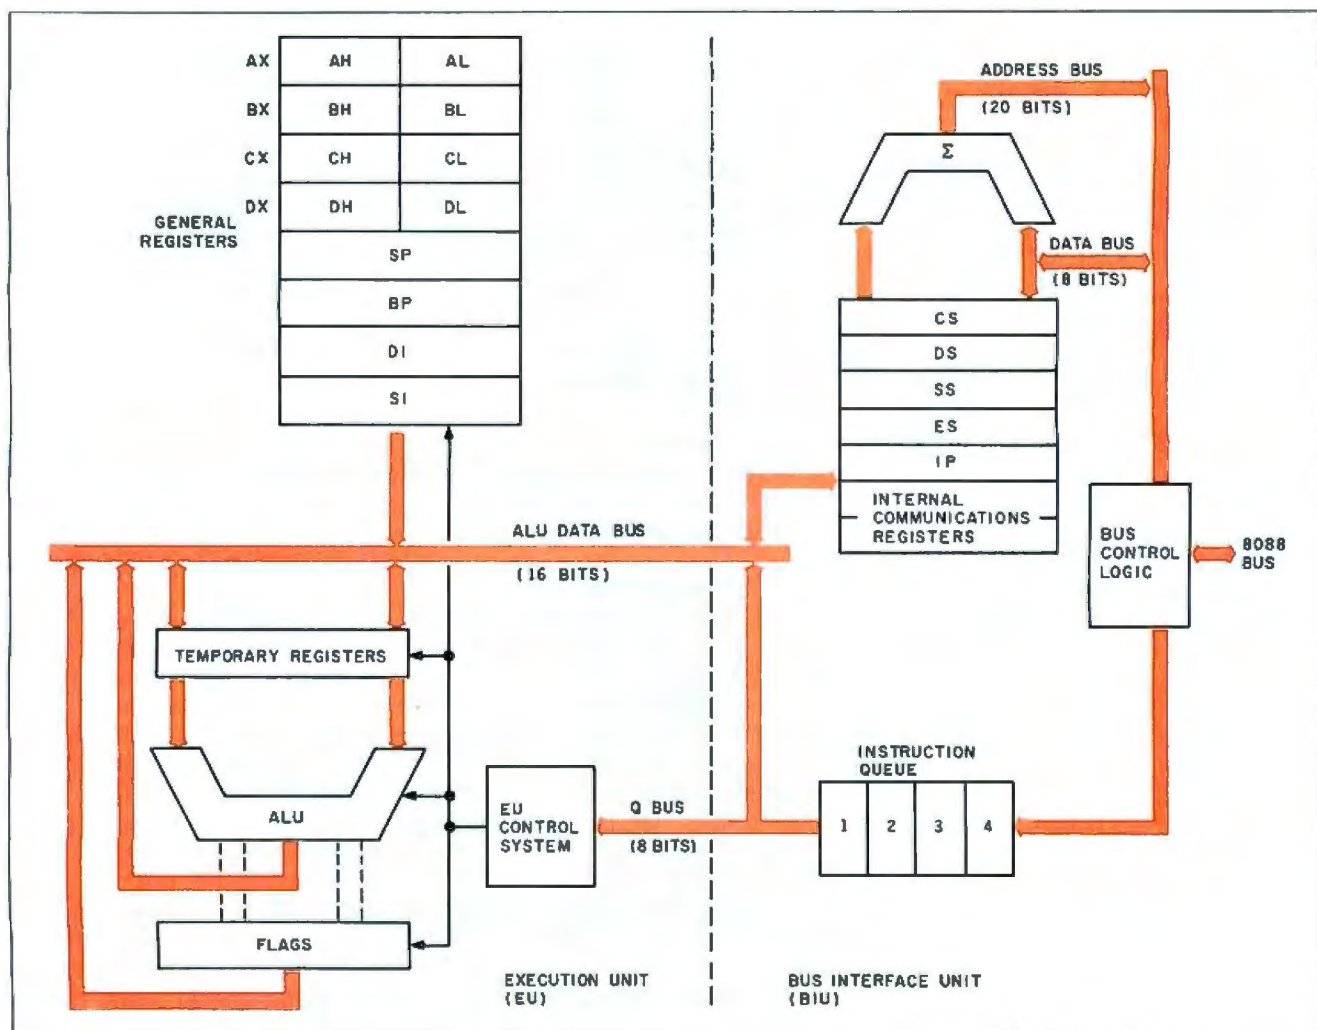 AX AH AL
BX BH BL
CX CH CL
DX DH DL
GENERAL
REGISTERS
SP
BP
DI
SI
ALU DATA BUS
(16 BITS)
TEMPORARY REGISTERS
ALU
FLAGS
EU
CONTROL
SYSTEM
Q BUS
(8 BITS)
EXECUTION UNIT
(EU)
ADDRESS BUS
(20 BITS)
Σ
DATA BUS
(8 BITS)
CS
DS
SS
ES
IP
INTERNAL
COMMUNICATIONS
REGISTERS
BUS
CONTROL
LOGIC
8088
BUS
INSTRUCTION
QUEUE
1 2 3 4
BUS INTERFACE UNIT
(BIU)